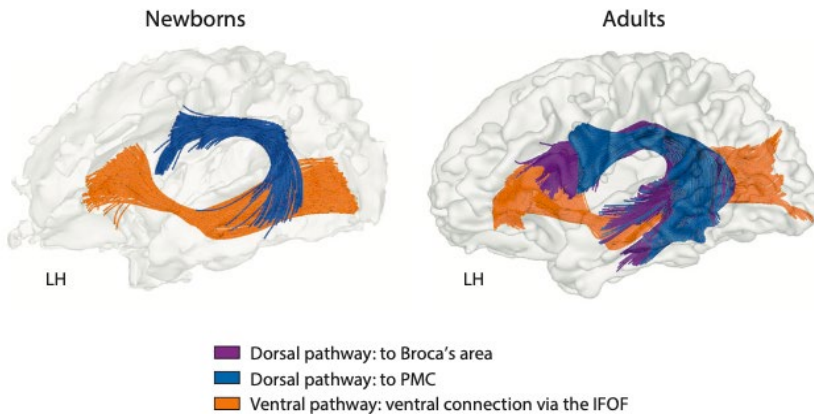 Newborns
Adults
LH
LH
Dorsal pathway: to Broca's area
Dorsal pathway: to PMC
Ventral pathway: ventral connection via the IFOF